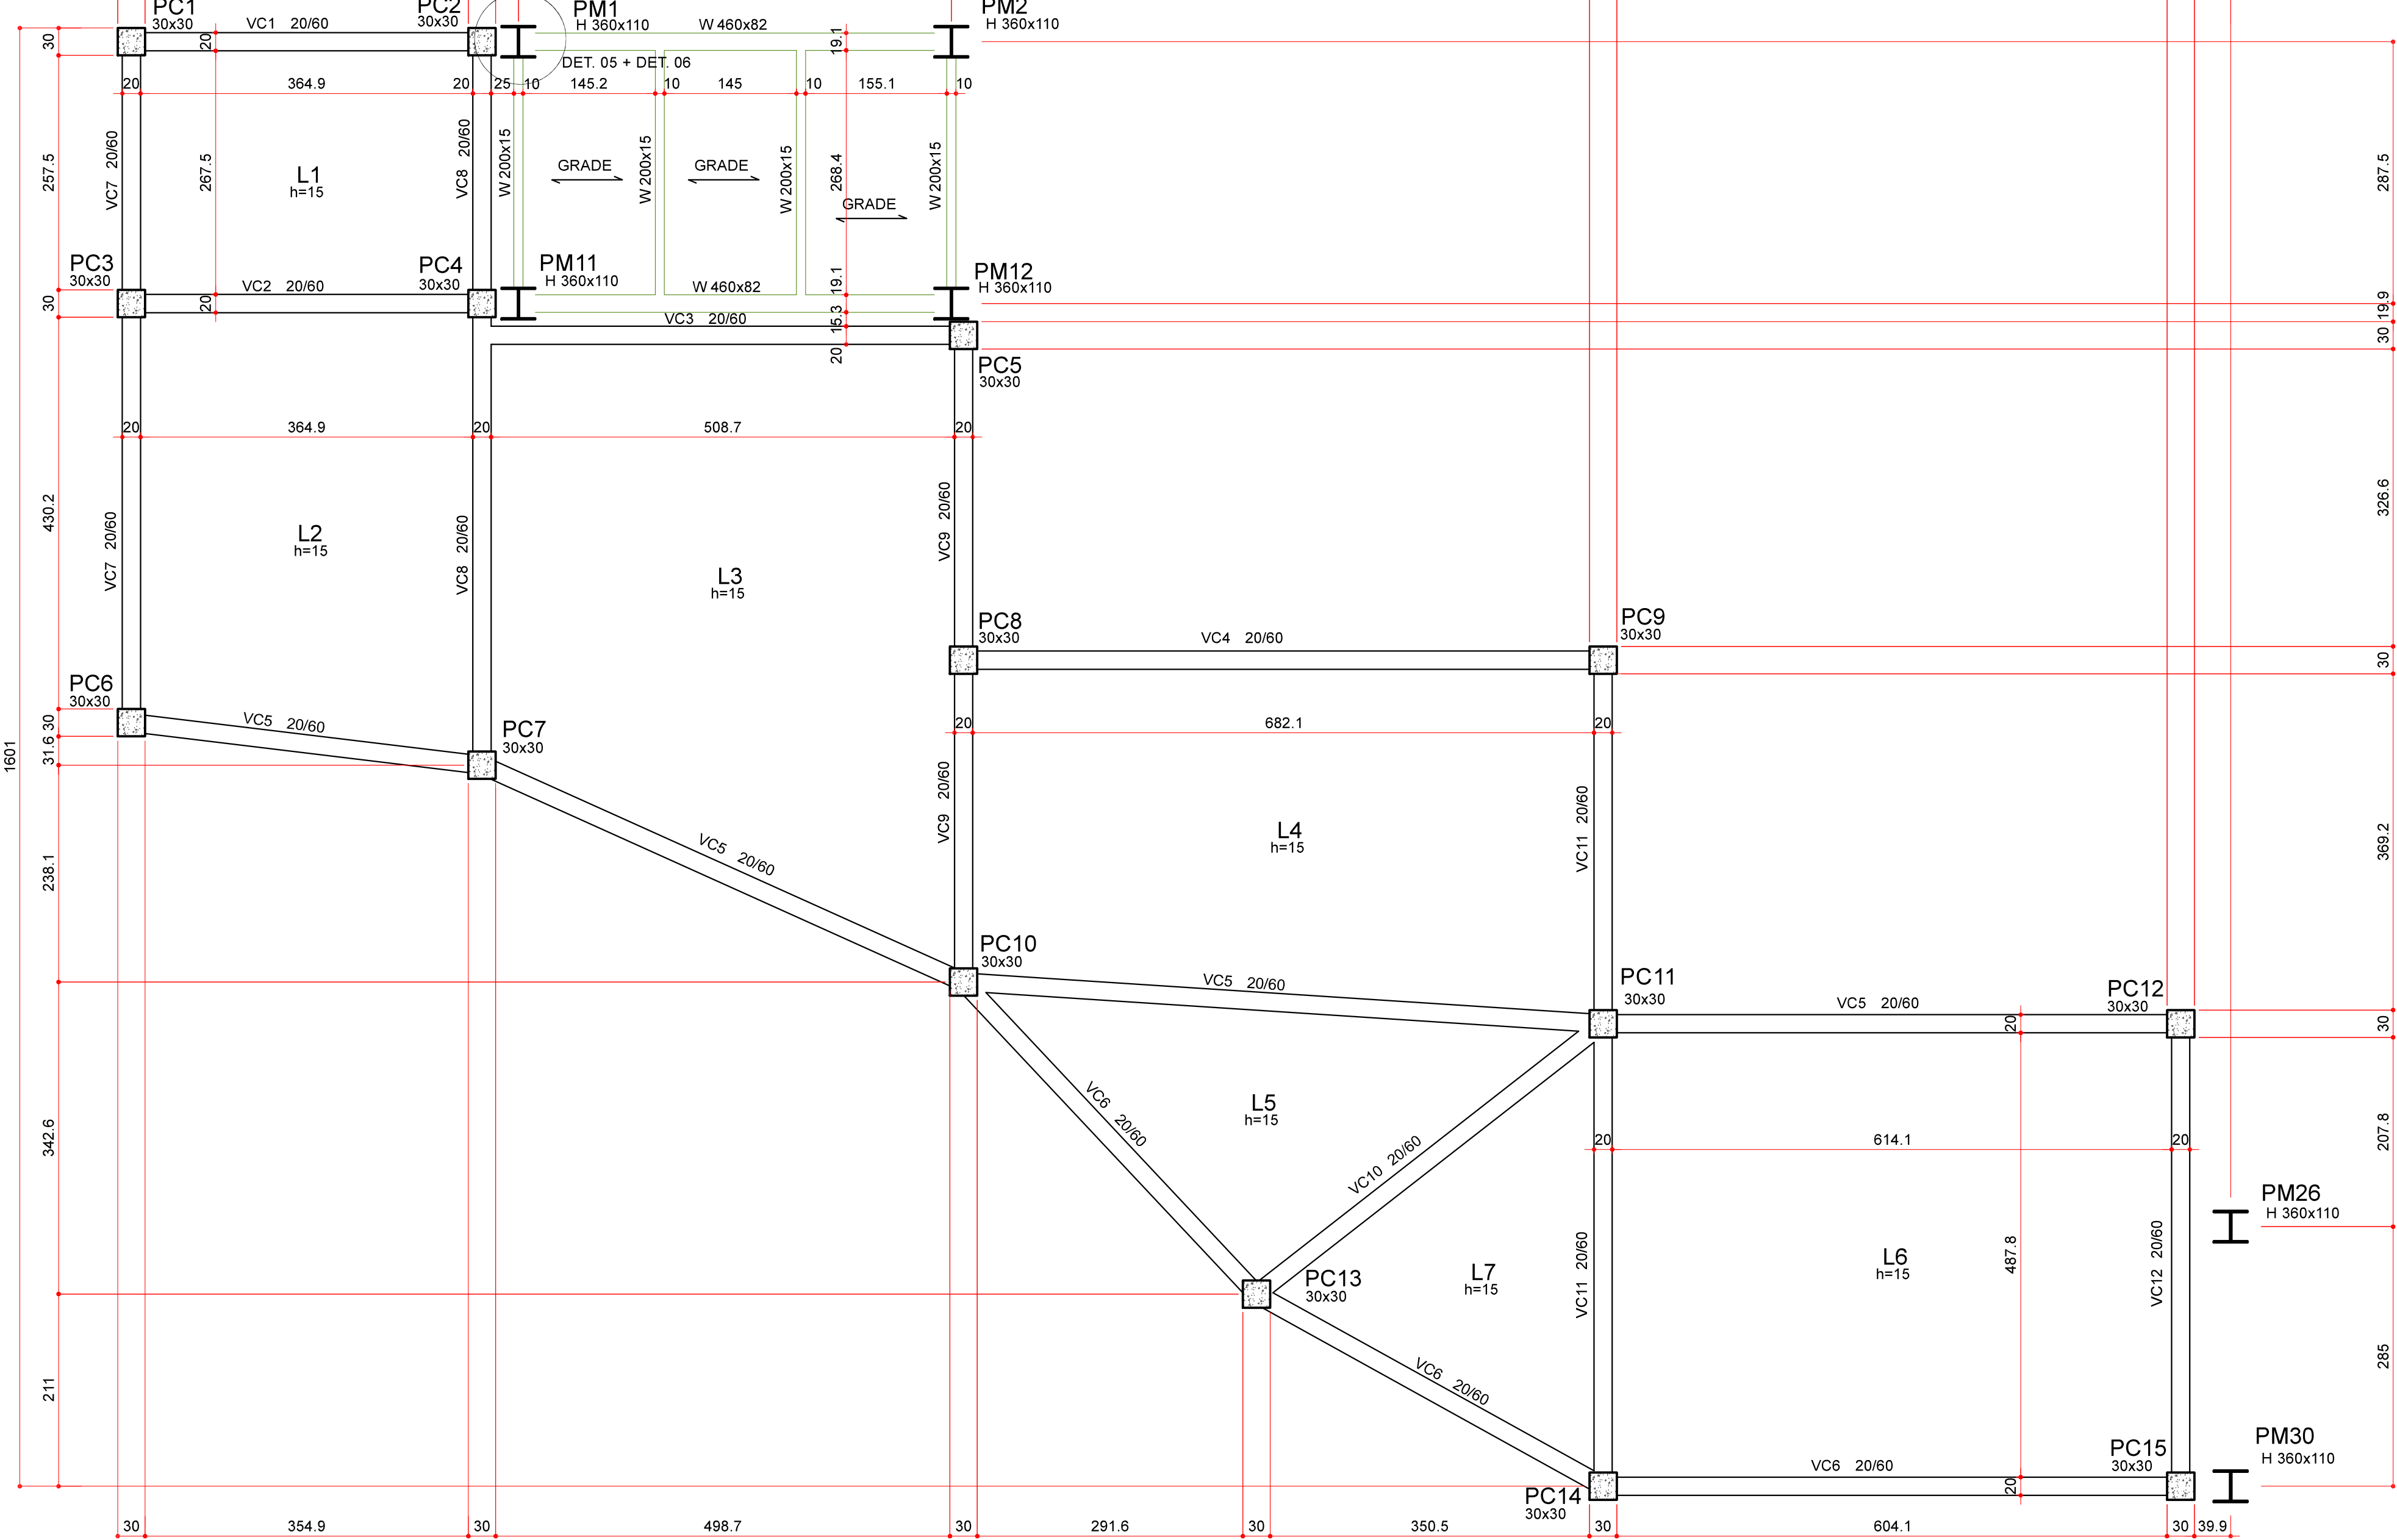 PC1
30x30
VC1 20/60
PC2
30x30
PM1
H 360x110
W 460x82
PM2
H 360x110
30
20
19.1
DET. 05 + DET. 06
20
364.9
20
25
10
145.2
10
145
10
155.1
10
257.5
VC7 20/60
267.5
L1
h=15
VC8 20/60
W 200x15
GRADE
W 200x15
GRADE
W 200x15
268.4
GRADE
W 200x15
287.5
PC3
30x30
30
VC2 20/60
20
PC4
30x30
PM11
H 360x110
W 460x82
19.1
PM12
H 360x110
19.9
VC3 20/60
15.3
20
30
PC5
30x30
20
364.9
20
508.7
20
430.2
VC7 20/60
L2
h=15
VC8 20/60
L3
h=15
VC9 20/60
326.6
PC8
30x30
VC4 20/60
PC9
30x30
30
PC6
30x30
30
31.6
VC5 20/60
PC7
30x30
20
682.1
20
1601
238.1
VC5 20/60
VC9 20/60
L4
h=15
VC11 20/60
369.2
PC10
30x30
VC5 20/60
PC11
30x30
VC5 20/60
20
PC12
30x30
30
342.6
VC6 20/60
L5
h=15
VC10 20/60
20
614.1
20
207.8
PM26
H 360x110
PC13
30x30
L7
h=15
VC11 20/60
L6
h=15
487.8
VC12 20/60
211
VC6 20/60
285
PC14
30x30
VC6 20/60
20
PC15
30x30
PM30
H 360x110
30
354.9
30
498.7
30
291.6
30
350.5
30
604.1
30
39.9